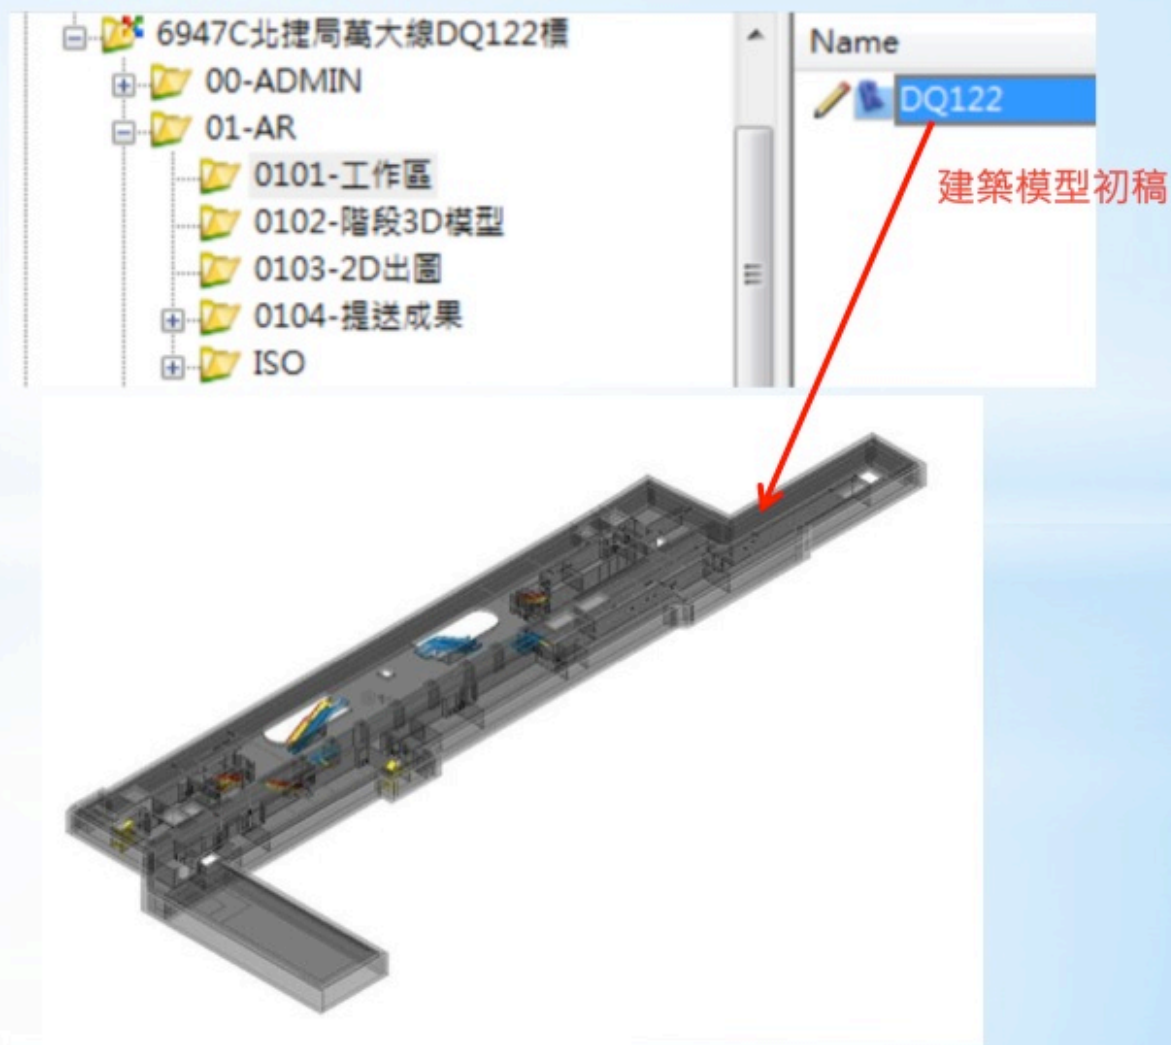 6947C北捷局萬大線DQ122標
00-ADMIN
01-AR
0101-工作區
0102-階段3D模型
0103-2D出圖
0104-提送成果
ISO
Name
DQ122
建築模型初稿